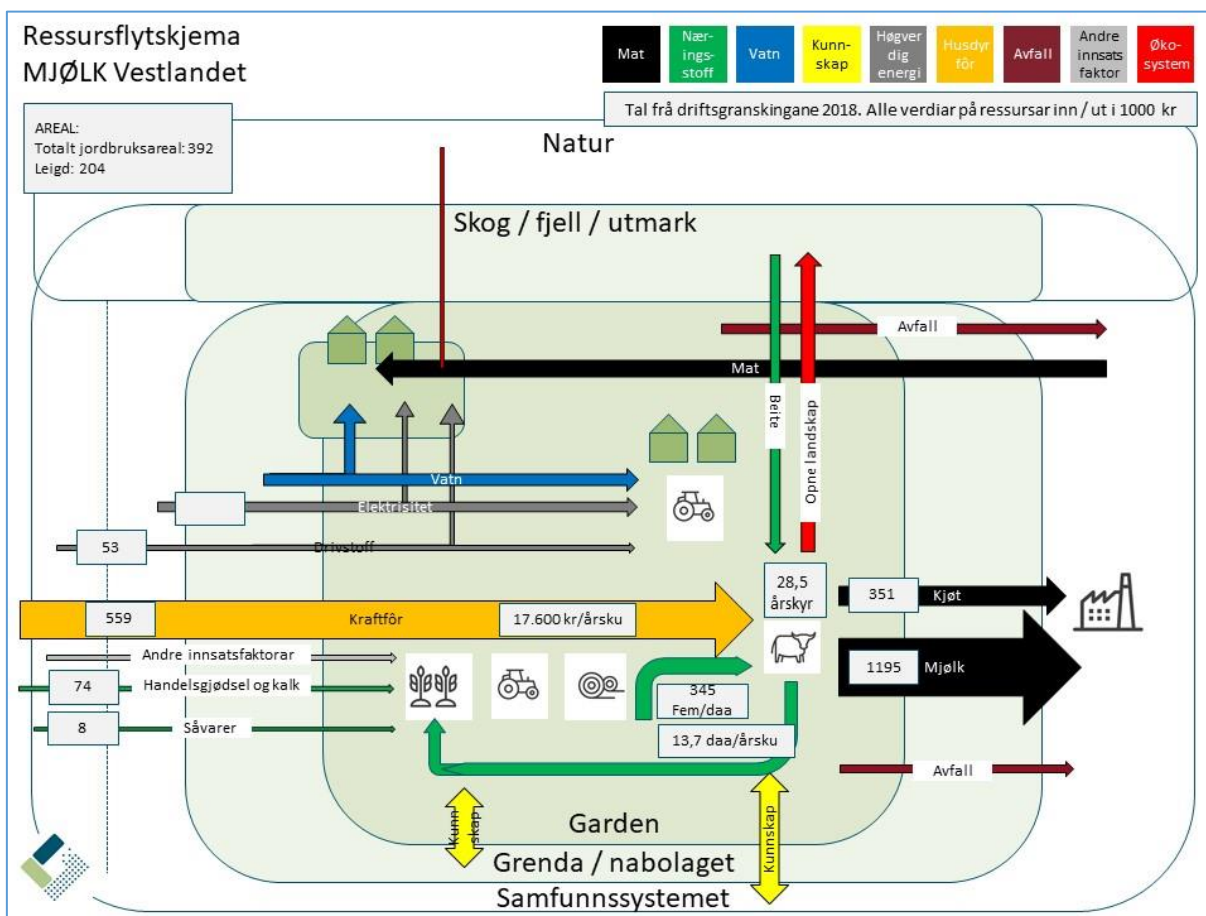 Ressursflytskjema
MJØLK Vestlandet
Mat
Nær-
ings-
stoff
Vatn
Kunn-
skap
Høgver
dig
energi
Husdyr
fôr
Avfall
Andre
innsats
faktor
Øko-
system
Tal frå driftsgranskingane 2018. Alle verdiar på ressursar inn / ut i 1000 kr
AREAL:
Totalt jordbruksareal: 392
Leigd: 204
Natur
Skog / fjell / utmark
Avfall
Mat
Beite
Opne landskap
Vatn
Elektrisitet
53
Drivstoff
28,5
årskyr
351
Kjøt
559
Kraftfôr
17.600 kr/årsku
Andre innsatsfaktorar
1195
Mjølk
74
Handelsgjødsel og kalk
345
Fem/daa
8
Såvarer
13,7 daa/årsku
Avfall
Kunn
skap
Kunnskap
Garden
Grenda / nabolaget
Samfunnssystemet